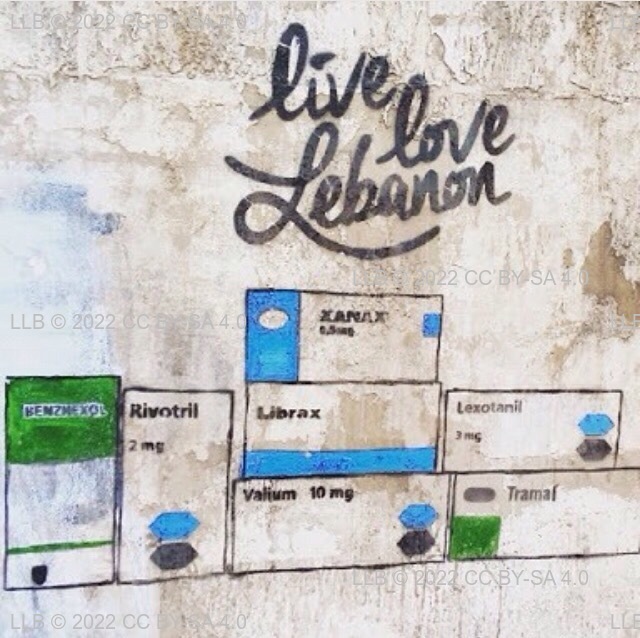 LLB © 2022 CC BY-SA 4.0
live
love
Lebanon
LLB © 2022 CC BY-SA 4.0
LLB © 2022 CC BY-SA 4.0
XANAX
0.5mg
BENZHEXOL
Rivotril
2 mg
Librax
Lexotanil
3 mg
Valium 10 mg
Tramal
LLB © 2022 CC BY-SA 4.0
LLB © 2022 CC BY-SA 4.0